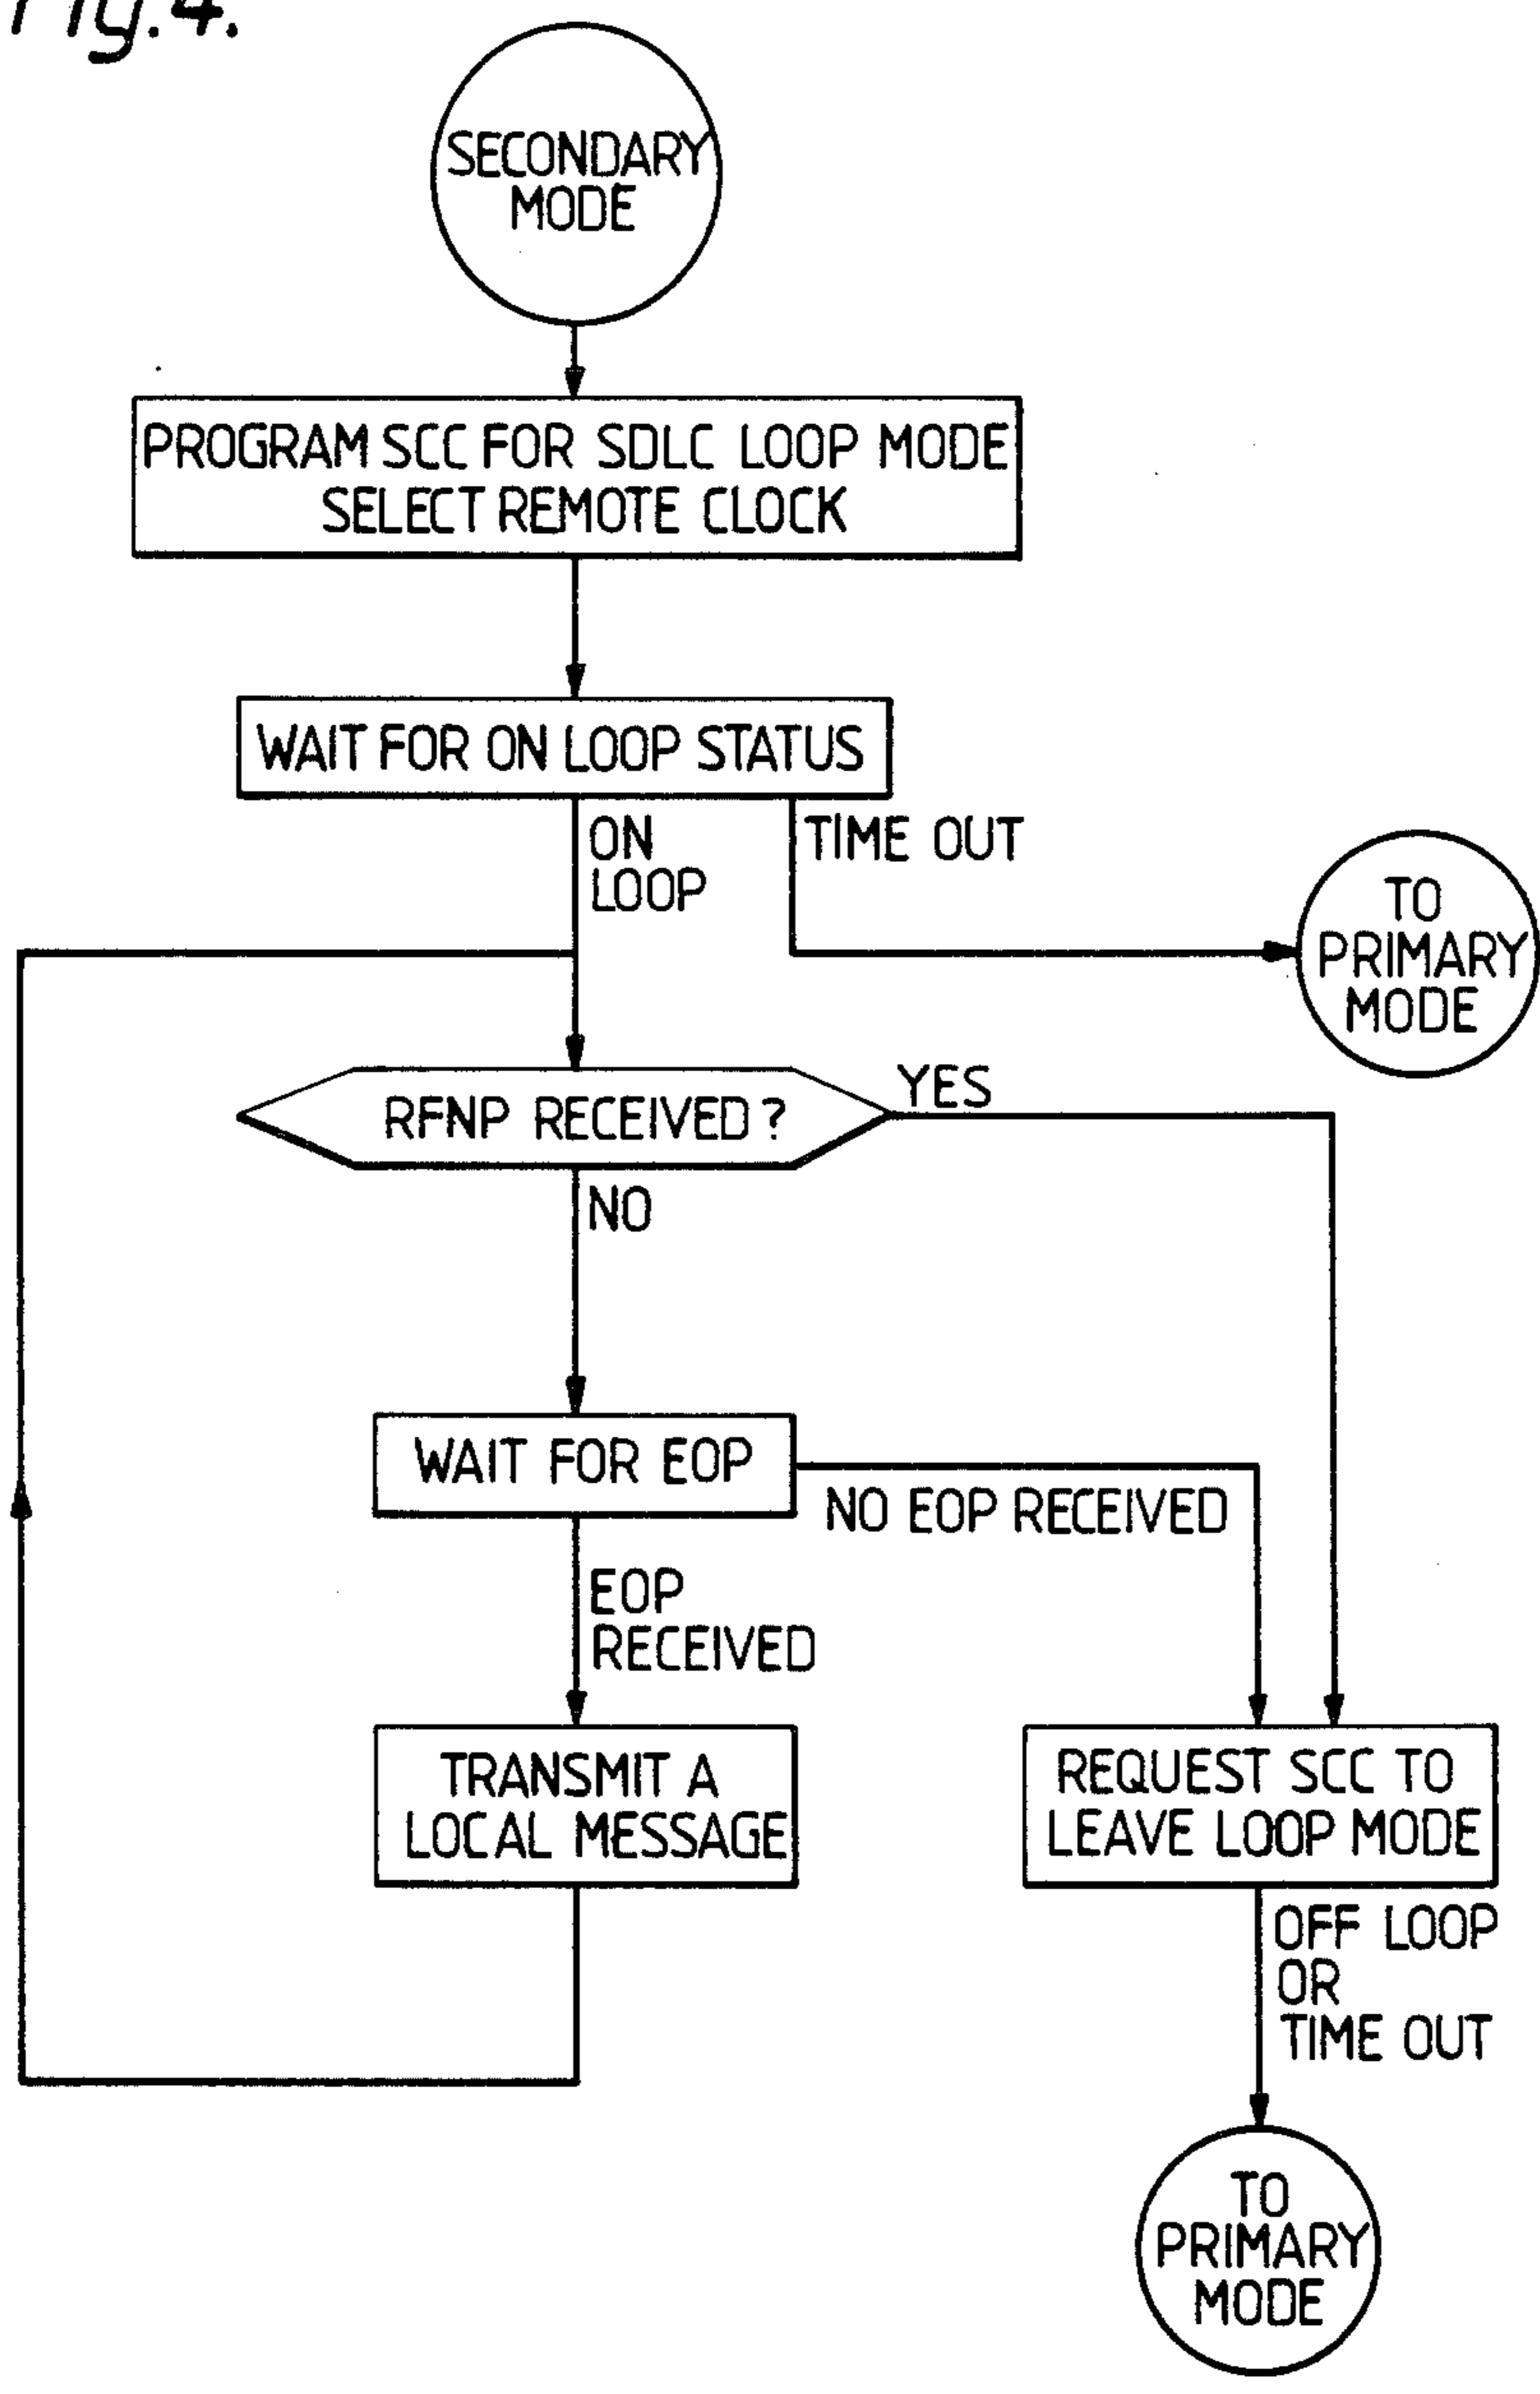 Fig.4.
SECONDARY
MODE
PROGRAM SCC FOR SDLC LOOP MODE
SELECT REMOTE CLOCK
WAIT FOR ON LOOP STATUS
ON
LOOP
TIME OUT
TO
PRIMARY
MODE
RFNP RECEIVED?
YES
NO
WAIT FOR EOP
NO EOP RECEIVED
EOP
RECEIVED
TRANSMIT A
LOCAL MESSAGE
REQUEST SCC TO
LEAVE LOOP MODE
OFF LOOP
OR
TIME OUT
TO
PRIMARY
MODE